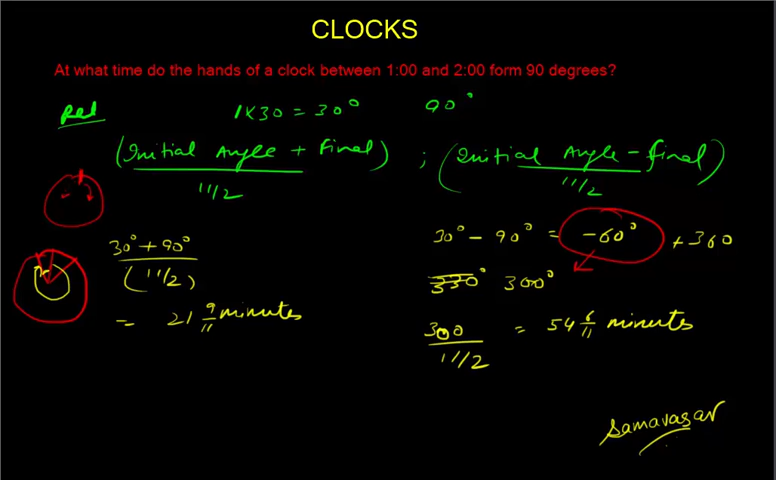 CLOCKS
At what time do the hands of a clock between 1:00 and 2:00 form 90 degrees?
Rel 1x30 = 30° 90°
(Initial Angle + Final) / 11/2 ; (Initial Angle - final) / 11/2
30° + 90° / (11/2)
= 21 9/11 minutes
30° - 90° = -60° + 360
330° 300°
300 / 11/2 = 54 6/11 minutes
Samavasar